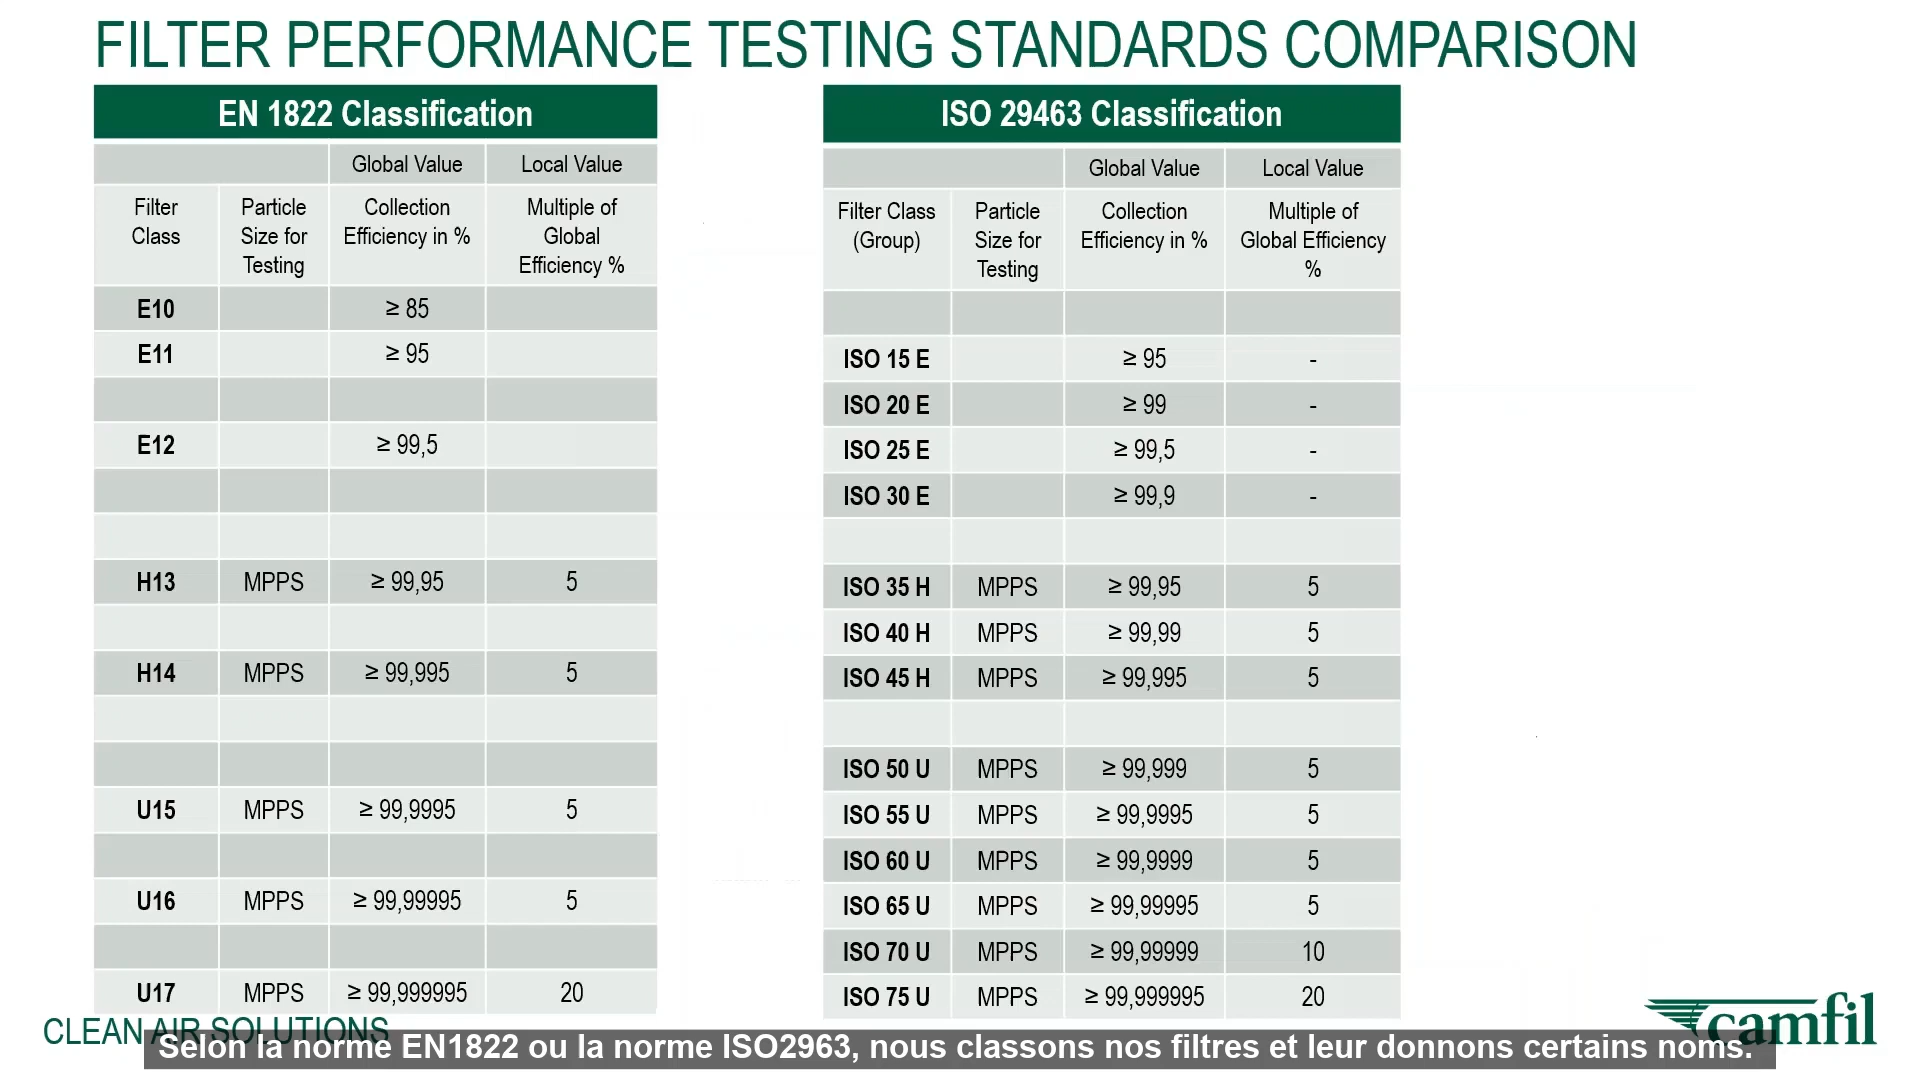 FILTER PERFORMANCE TESTING STANDARDS COMPARISON
EN 1822 Classification
Global Value Local Value
Filter Class Particle Size for Testing Collection Efficiency in % Multiple of Global Efficiency %
E10 ≥ 85
E11 ≥ 95
E12 ≥ 99,5
H13 MPPS ≥ 99,95 5
H14 MPPS ≥ 99,995 5
U15 MPPS ≥ 99,9995 5
U16 MPPS ≥ 99,99995 5
U17 MPPS ≥ 99,999995 20
ISO 29463 Classification
Global Value Local Value
Filter Class (Group) Particle Size for Testing Collection Efficiency in % Multiple of Global Efficiency %
ISO 15 E ≥ 95 -
ISO 20 E ≥ 99 -
ISO 25 E ≥ 99,5 -
ISO 30 E ≥ 99,9 -
ISO 35 H MPPS ≥ 99,95 5
ISO 40 H MPPS ≥ 99,99 5
ISO 45 H MPPS ≥ 99,995 5
ISO 50 U MPPS ≥ 99,999 5
ISO 55 U MPPS ≥ 99,9995 5
ISO 60 U MPPS ≥ 99,9999 5
ISO 65 U MPPS ≥ 99,99995 5
ISO 70 U MPPS ≥ 99,99999 10
ISO 75 U MPPS ≥ 99,999995 20
CLEAN AIR SOLUTIONS
camfil
Selon la norme EN1822 ou la norme ISO2963, nous classons nos filtres et leur donnons certains noms.